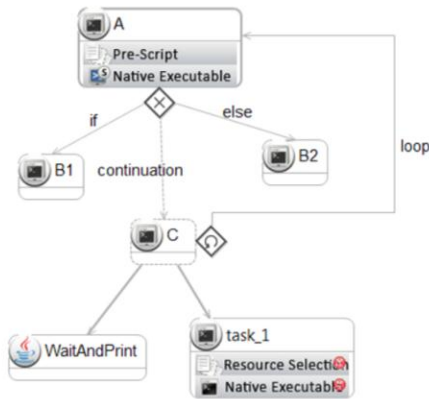 A
Pre-Script
Native Executable
if
else
loop
B1
continuation
B2
C
WaitAndPrint
task_1
Resource Selection
Native Executable